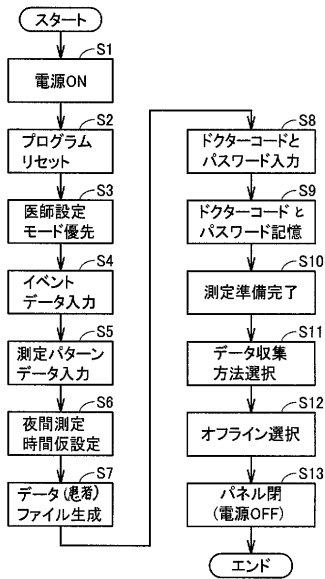 スタート
S1
電源ON
S2
プログラム
リセット
S3
医師設定
モード優先
S4
イベント
データ入力
S5
測定パターン
データ入力
S6
夜間測定
時間仮設定
S7
データ(患者)
ファイル生成
S8
ドクターコードと
パスワード入力
S9
ドクターコードと
パスワード記憶
S10
測定準備完了
S11
データ収集
方法選択
S12
オフライン選択
S13
パネル閉
(電源OFF)
エンド